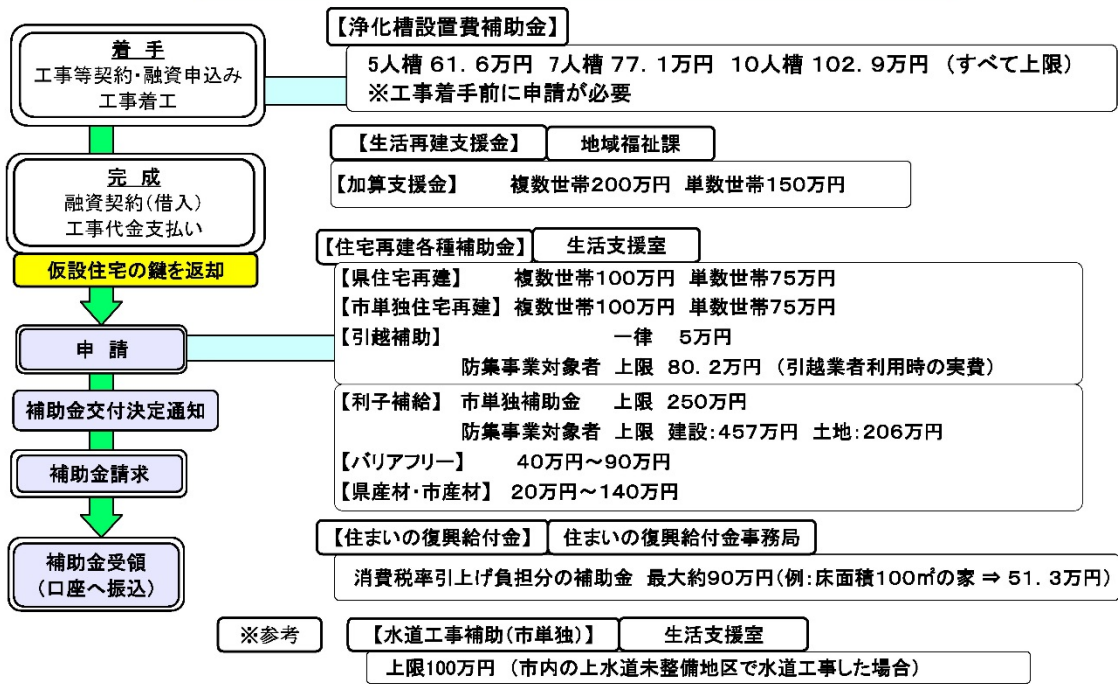 着 手
工事等契約・融資申込み
工事着工
完 成
融資契約(借入)
工事代金支払い
仮設住宅の鍵を返却
申 請
補助金交付決定通知
補助金請求
補助金受領
(口座へ振込)
【浄化槽設置費補助金】
5人槽 61.6万円 7人槽 77.1万円 10人槽 102.9万円 (すべて上限)
※工事着手前に申請が必要
【生活再建支援金】 地域福祉課
【加算支援金】 複数世帯200万円 単数世帯150万円
【住宅再建各種補助金】 生活支援室
【県住宅再建】 複数世帯100万円 単数世帯75万円
【市単独住宅再建】 複数世帯100万円 単数世帯75万円
【引越補助】 一律 5万円
防集事業対象者 上限 80.2万円 (引越業者利用時の実費)
【利子補給】 市単独補助金 上限 250万円
防集事業対象者 上限 建設:457万円 土地:206万円
【バリアフリー】 40万円~90万円
【県産材・市産材】 20万円~140万円
【住まいの復興給付金】 住まいの復興給付金事務局
消費税率引上げ負担分の補助金 最大約90万円(例:床面積100㎡の家 ⇒ 51.3万円)
※参考 【水道工事補助(市単独)】 生活支援室
上限100万円 (市内の上水道未整備地区で水道工事した場合)